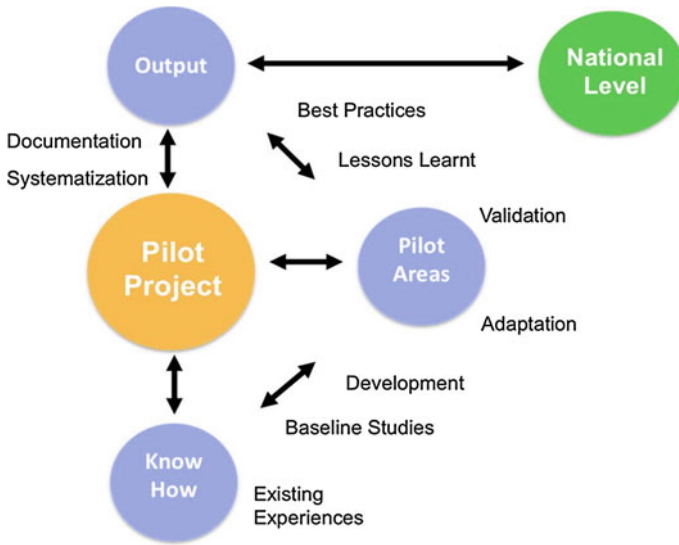 Output
National
Level
Best Practices
Documentation
Lessons Learnt
Systematization
Validation
Pilot
Project
Pilot
Areas
Adaptation
Development
Baseline Studies
Know
How
Existing
Experiences